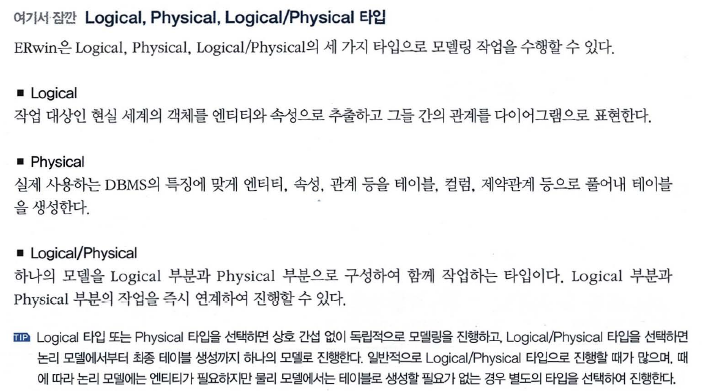 여기서 잠깐 Logical, Physical, Logical/Physical 타입
ERwin은 Logical, Physical, Logical/Physical의 세 가지 타입으로 모델링 작업을 수행할 수 있다.
■ Logical
작업 대상인 현실 세계의 객체를 엔티티와 속성으로 추출하고 그들 간의 관계를 다이어그램으로 표현한다.
■ Physical
실제 사용하는 DBMS의 특징에 맞게 엔티티, 속성, 관계 등을 테이블, 컬럼, 제약관계 등으로 풀어내 테이블
을 생성한다.
■ Logical/Physical
하나의 모델을 Logical 부분과 Physical 부분으로 구성하여 함께 작업하는 타입이다. Logical 부분과
Physical 부분의 작업을 즉시 연계하여 진행할 수 있다.
TIP Logical 타입 또는 Physical 타입을 선택하면 상호 간섭 없이 독립적으로 모델링을 진행하고, Logical/Physical 타입을 선택하면
논리 모델에서부터 최종 테이블 생성까지 하나의 모델로 진행한다. 일반적으로 Logical/Physical 타입으로 진행할 때가 많으며, 때
에 따라 논리 모델에는 엔티티가 필요하지만 물리 모델에서는 테이블로 생성할 필요가 없는 경우 별도의 타입을 선택하여 진행한다.